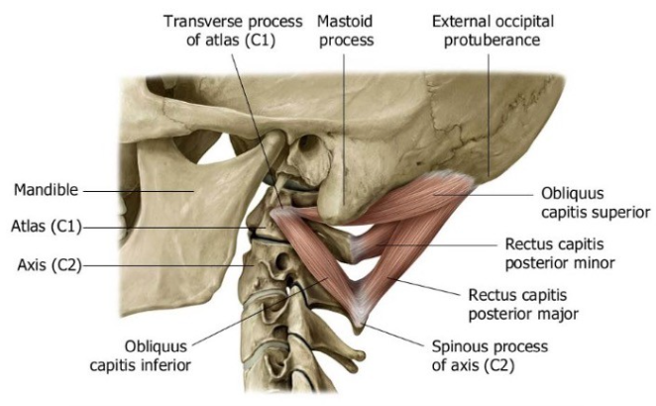 Transverse process
of atlas (C1)
Mastoid
process
External occipital
protuberance
Mandible
Atlas (C1)
Axis (C2)
Obliquus
capitis superior
Rectus capitis
posterior minor
Rectus capitis
posterior major
Obliquus
capitis inferior
Spinous process
of axis (C2)